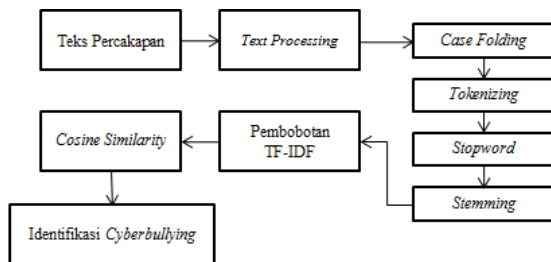 Teks Percakapan
Text Processing
Case Folding
Tokenizing
Stopword
Stemming
Pembobotan
TF-IDF
Cosine Similarity
Identifikasi Cyberbullying